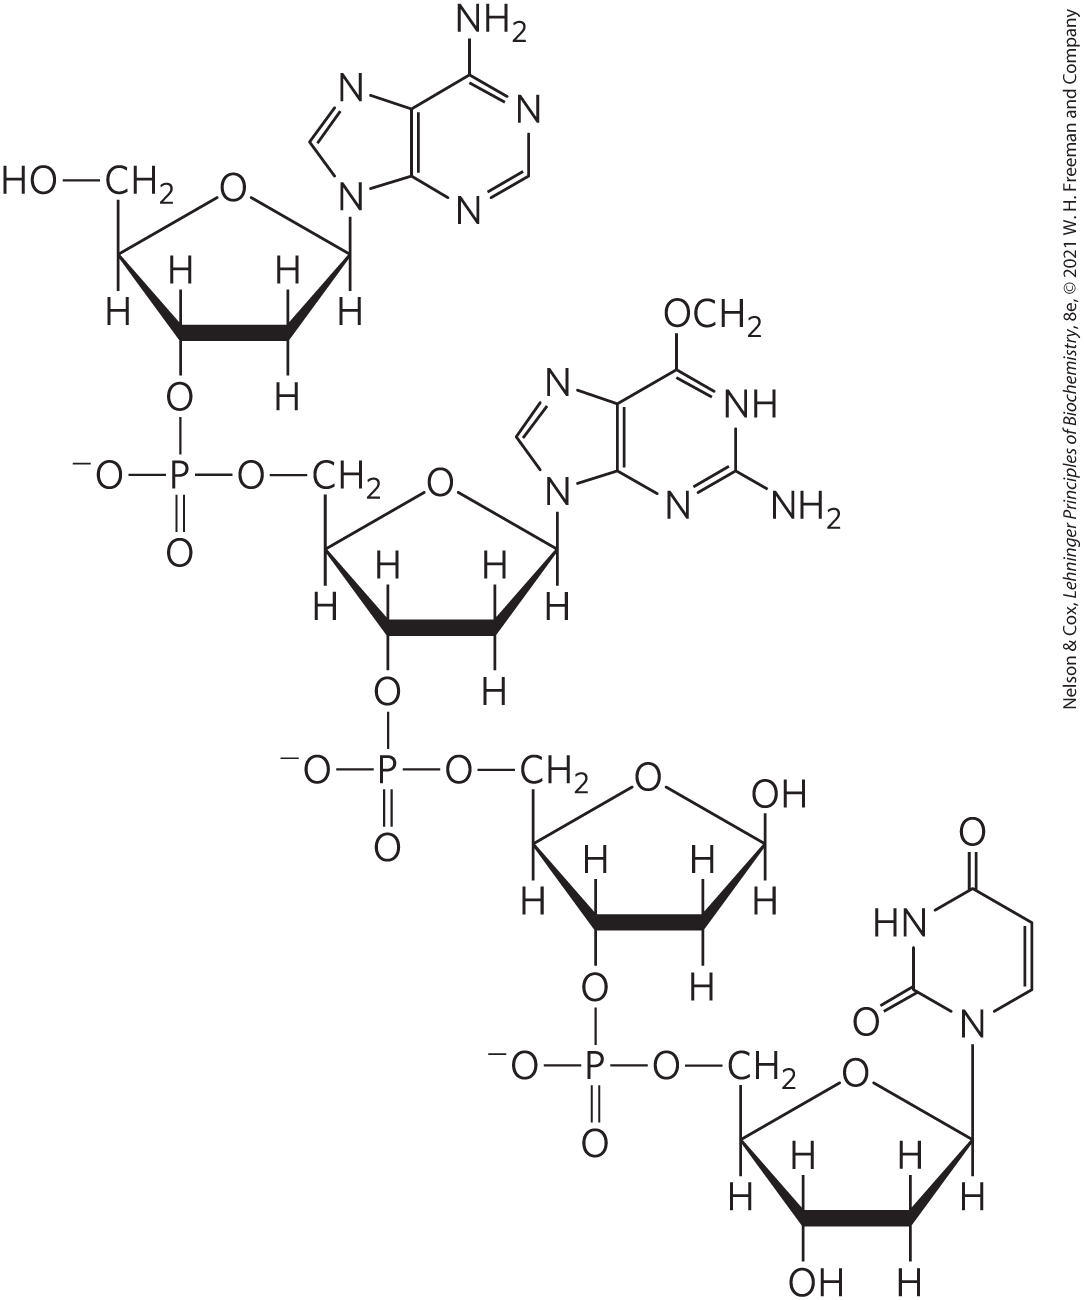 NH₂
N
N
N
N
HO
CH₂
O
H
H
H
H
H
O
⁻O
P
O
CH₂
O
OCH₂
N
NH
N
N
NH₂
O
H
H
H
H
H
O
⁻O
P
O
CH₂
O
O
OH
H
H
H
H
H
O
⁻O
P
O
CH₂
O
O
HN
O
N
O
H
H
H
H
OH
H
Nelson & Cox, Lehninger Principles of Biochemistry, 8e, © 2021 W. H. Freeman and Company